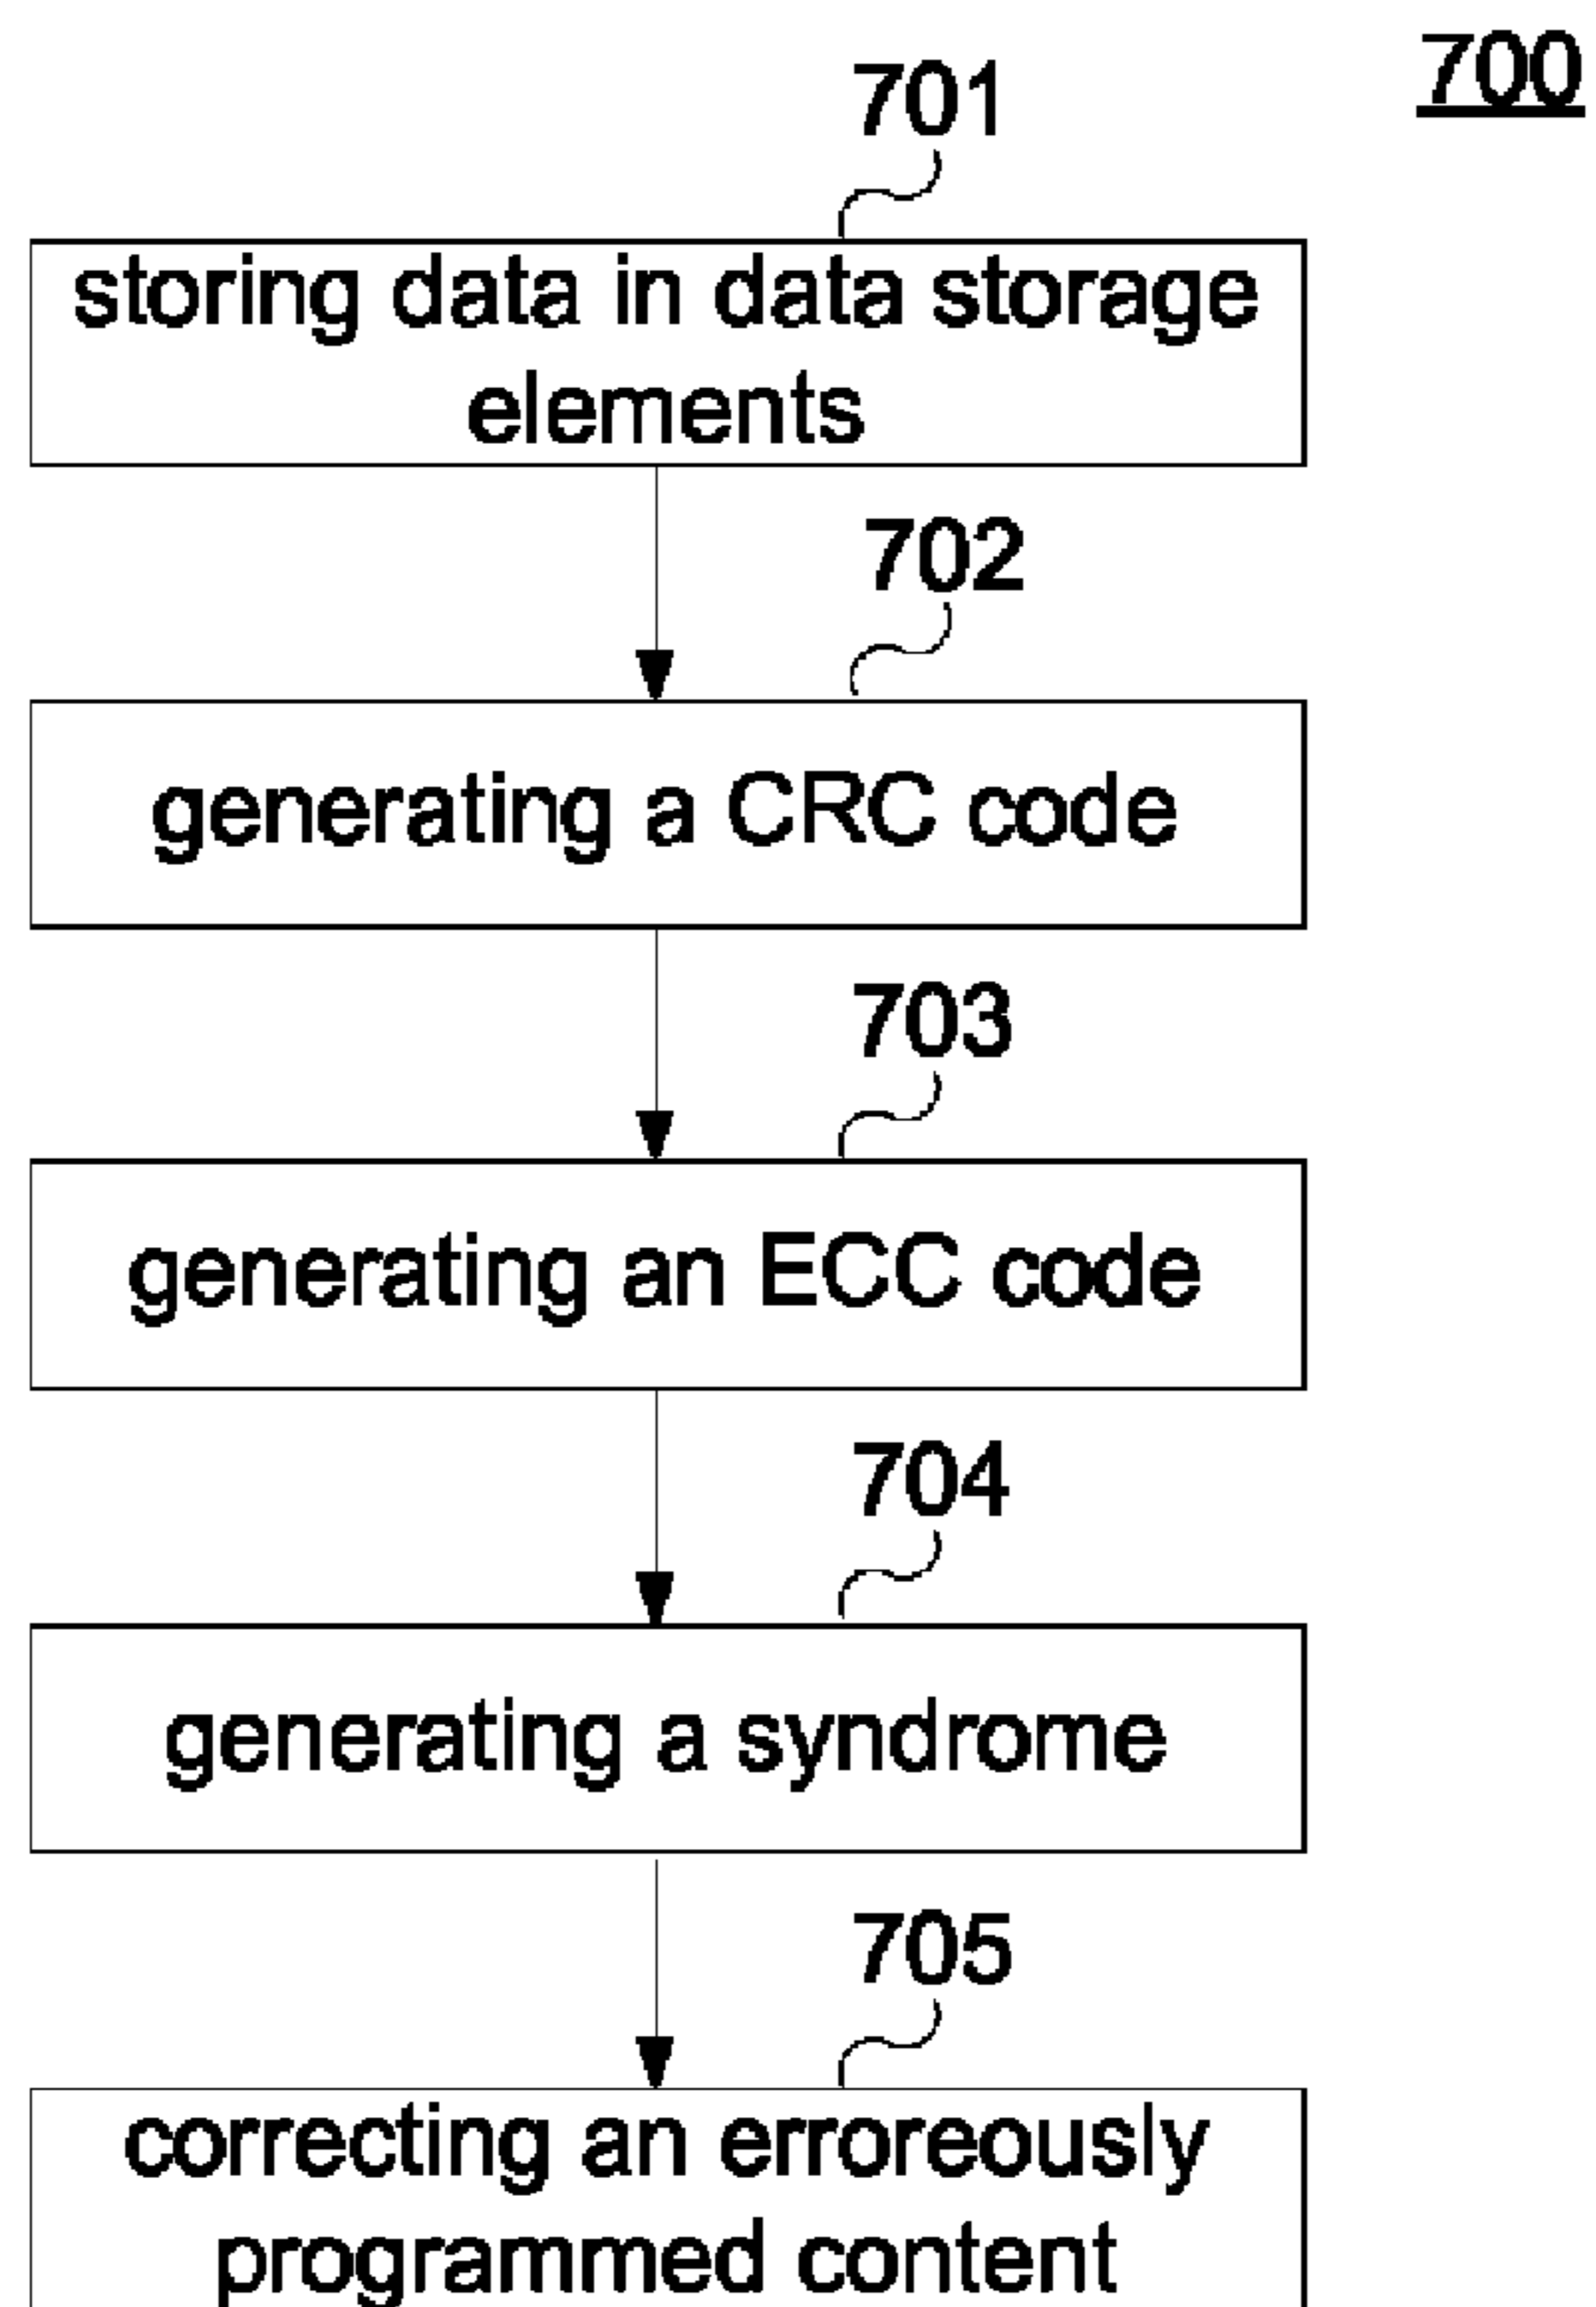 700
701
storing data in data storage
elements
702
generating a CRC code
703
generating an ECC code
704
generating a syndrome
705
correcting an erroreously
programmed content